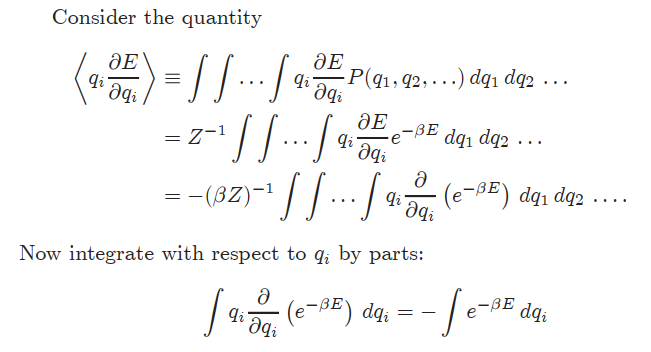 Consider the quantity
⟨q_i ∂E/∂q_i⟩ ≡ ∫∫...∫ q_i ∂E/∂q_i P(q_1, q_2, ...) dq_1 dq_2 ...
= Z^{-1} ∫∫...∫ q_i ∂E/∂q_i e^{-βE} dq_1 dq_2 ...
= -(βZ)^{-1} ∫∫...∫ q_i ∂/∂q_i (e^{-βE}) dq_1 dq_2 ....
Now integrate with respect to q_i by parts:
∫ q_i ∂/∂q_i (e^{-βE}) dq_i = - ∫ e^{-βE} dq_i